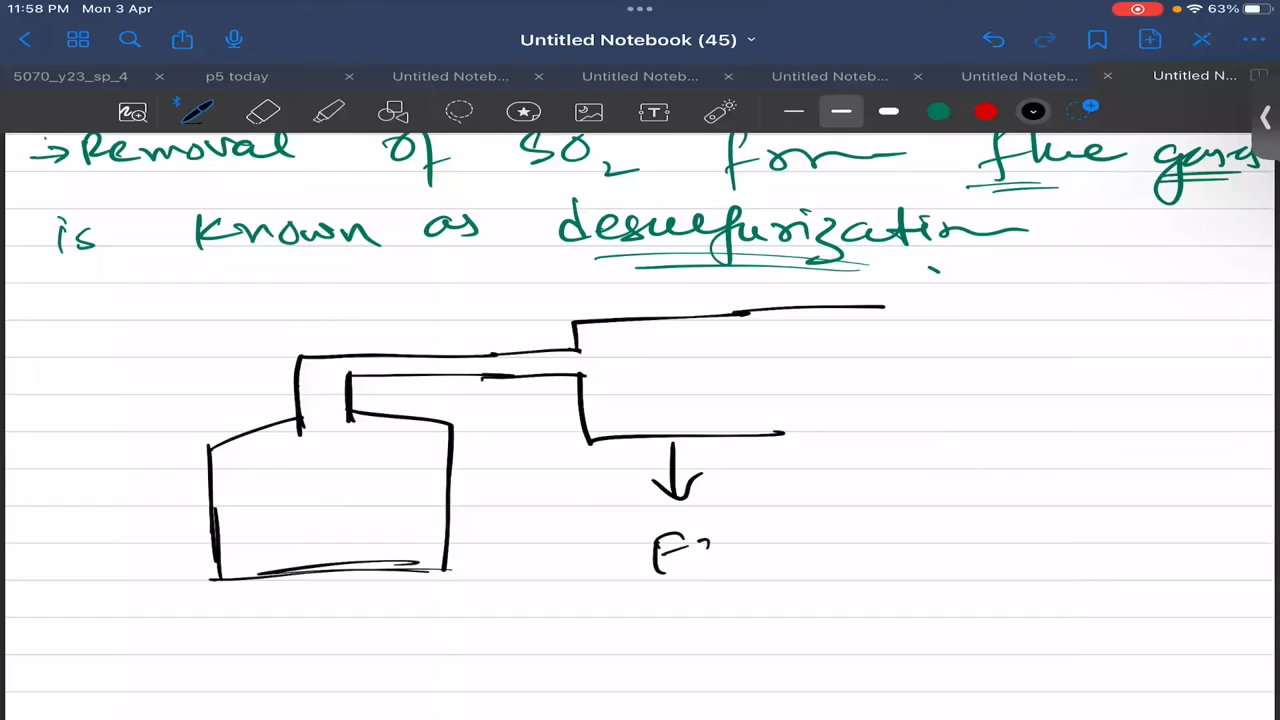 11:58 PM Mon 3 Apr
63%
Untitled Notebook (45)
5070_y23_sp_4
p5 today
Untitled Noteb...
Untitled Noteb...
Untitled Noteb...
Untitled Noteb...
Untitled N...
→ Removal of SO₂ from flue gases
is known as desulfurization